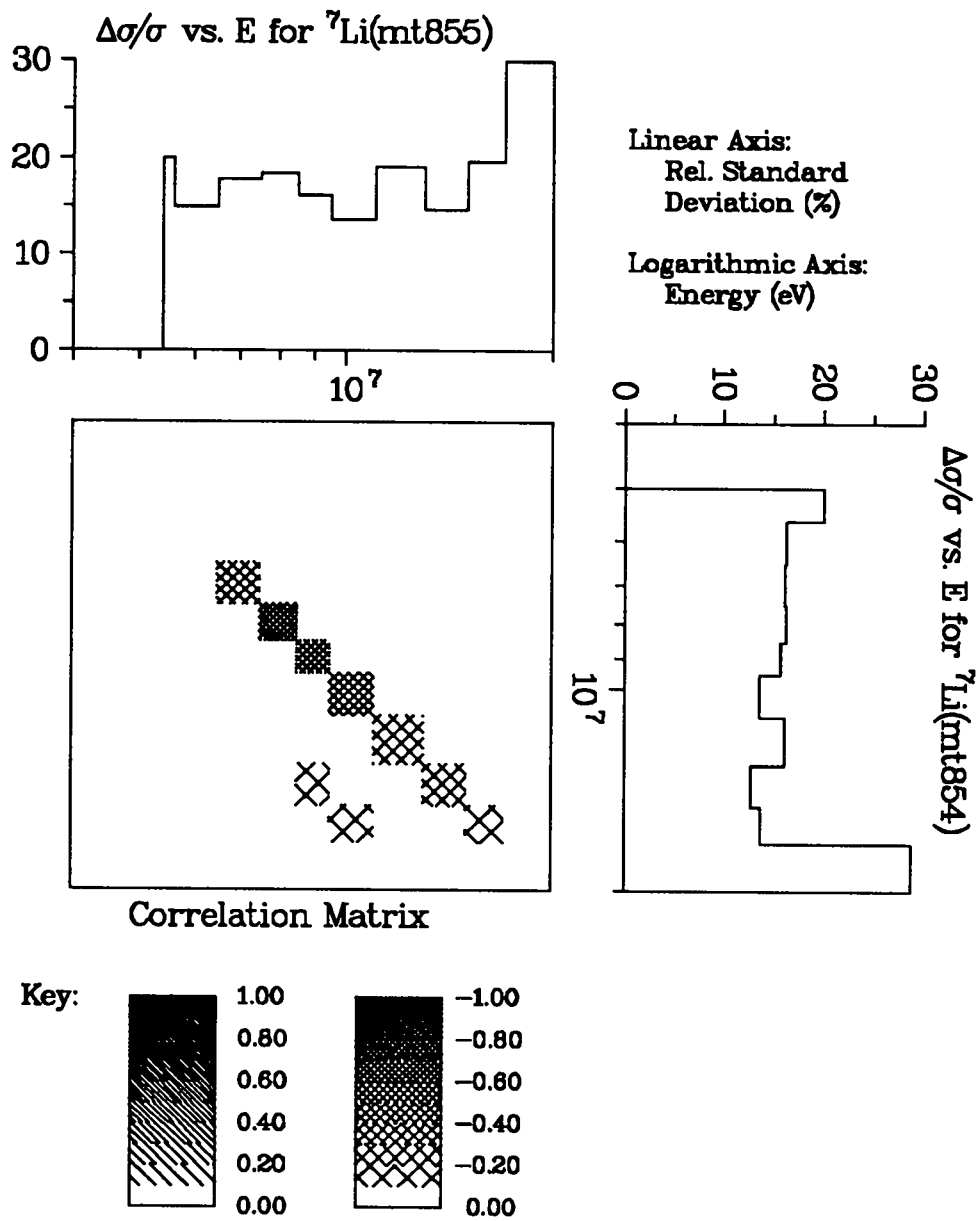 Δσ/σ vs. E for ⁷Li(mt855)
30
20
10
0
10⁷
Linear Axis:
Rel. Standard
Deviation (%)
Logarithmic Axis:
Energy (eV)
0
10
20
30
10⁷
Δσ/σ vs. E for ⁷Li(mt854)
Correlation Matrix
Key:
1.00
0.80
0.60
0.40
0.20
0.00
-1.00
-0.80
-0.60
-0.40
-0.20
0.00